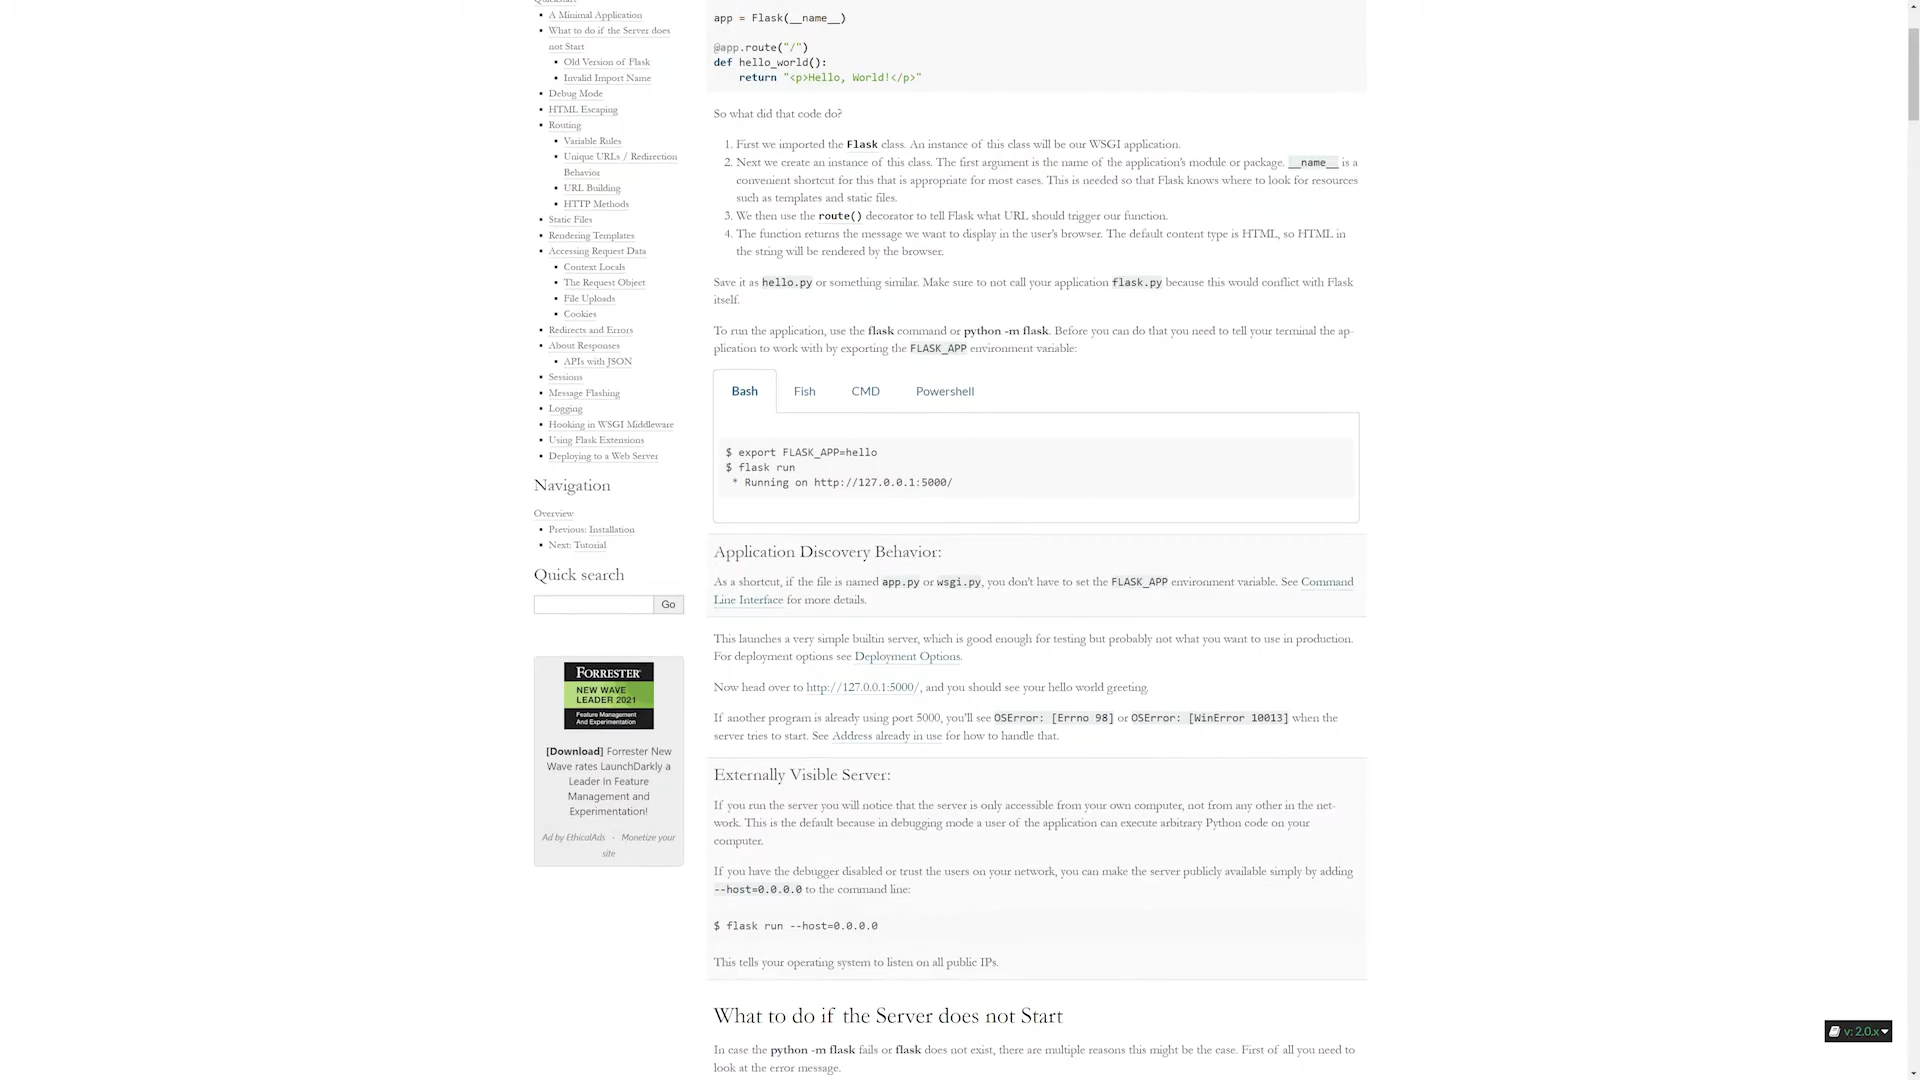 Quickstart
A Minimal Application
What to do if the Server does
not Start
Old Version of Flask
Invalid Import Name
Debug Mode
HTML Escaping
Routing
Variable Rules
Unique URLs / Redirection
Behavior
URL Building
HTTP Methods
Static Files
Rendering Templates
Accessing Request Data
Context Locals
The Request Object
File Uploads
Cookies
Redirects and Errors
About Responses
APIs with JSON
Sessions
Message Flashing
Logging
Hooking in WSGI Middleware
Using Flask Extensions
Deploying to a Web Server
Navigation
Overview
Previous: Installation
Next: Tutorial
Quick search
Go
FORRESTER
NEW WAVE
LEADER 2021
Feature Management
And Experimentation
[Download] Forrester New
Wave rates LaunchDarkly a
Leader In Feature
Management and
Experimentation!
Ad by EthicalAds · Monetize your
site
app = Flask(__name__)
@app.route("/")
def hello_world():
return "<p>Hello, World!</p>"
So what did that code do?
1. First we imported the Flask class. An instance of this class will be our WSGI application.
2. Next we create an instance of this class. The first argument is the name of the application's module or package. __name__ is a
convenient shortcut for this that is appropriate for most cases. This is needed so that Flask knows where to look for resources
such as templates and static files.
3. We then use the route() decorator to tell Flask what URL should trigger our function.
4. The function returns the message we want to display in the user's browser. The default content type is HTML, so HTML in
the string will be rendered by the browser.
Save it as hello.py or something similar. Make sure to not call your application flask.py because this would conflict with Flask
itself.
To run the application, use the flask command or python -m flask. Before you can do that you need to tell your terminal the ap-
plication to work with by exporting the FLASK_APP environment variable:
Bash Fish CMD Powershell
$ export FLASK_APP=hello
$ flask run
* Running on http://127.0.0.1:5000/
Application Discovery Behavior:
As a shortcut, if the file is named app.py or wsgi.py, you don't have to set the FLASK_APP environment variable. See Command
Line Interface for more details.
This launches a very simple builtin server, which is good enough for testing but probably not what you want to use in production.
For deployment options see Deployment Options.
Now head over to http://127.0.0.1:5000/, and you should see your hello world greeting.
If another program is already using port 5000, you'll see OSError: [Errno 98] or OSError: [WinError 10013] when the
server tries to start. See Address already in use for how to handle that.
Externally Visible Server:
If you run the server you will notice that the server is only accessible from your own computer, not from any other in the net-
work. This is the default because in debugging mode a user of the application can execute arbitrary Python code on your
computer.
If you have the debugger disabled or trust the users on your network, you can make the server publicly available simply by adding
--host=0.0.0.0 to the command line:
$ flask run --host=0.0.0.0
This tells your operating system to listen on all public IPs.
What to do if the Server does not Start
In case the python -m flask fails or flask does not exist, there are multiple reasons this might be the case. First of all you need to
look at the error message.
v: 2.0.x